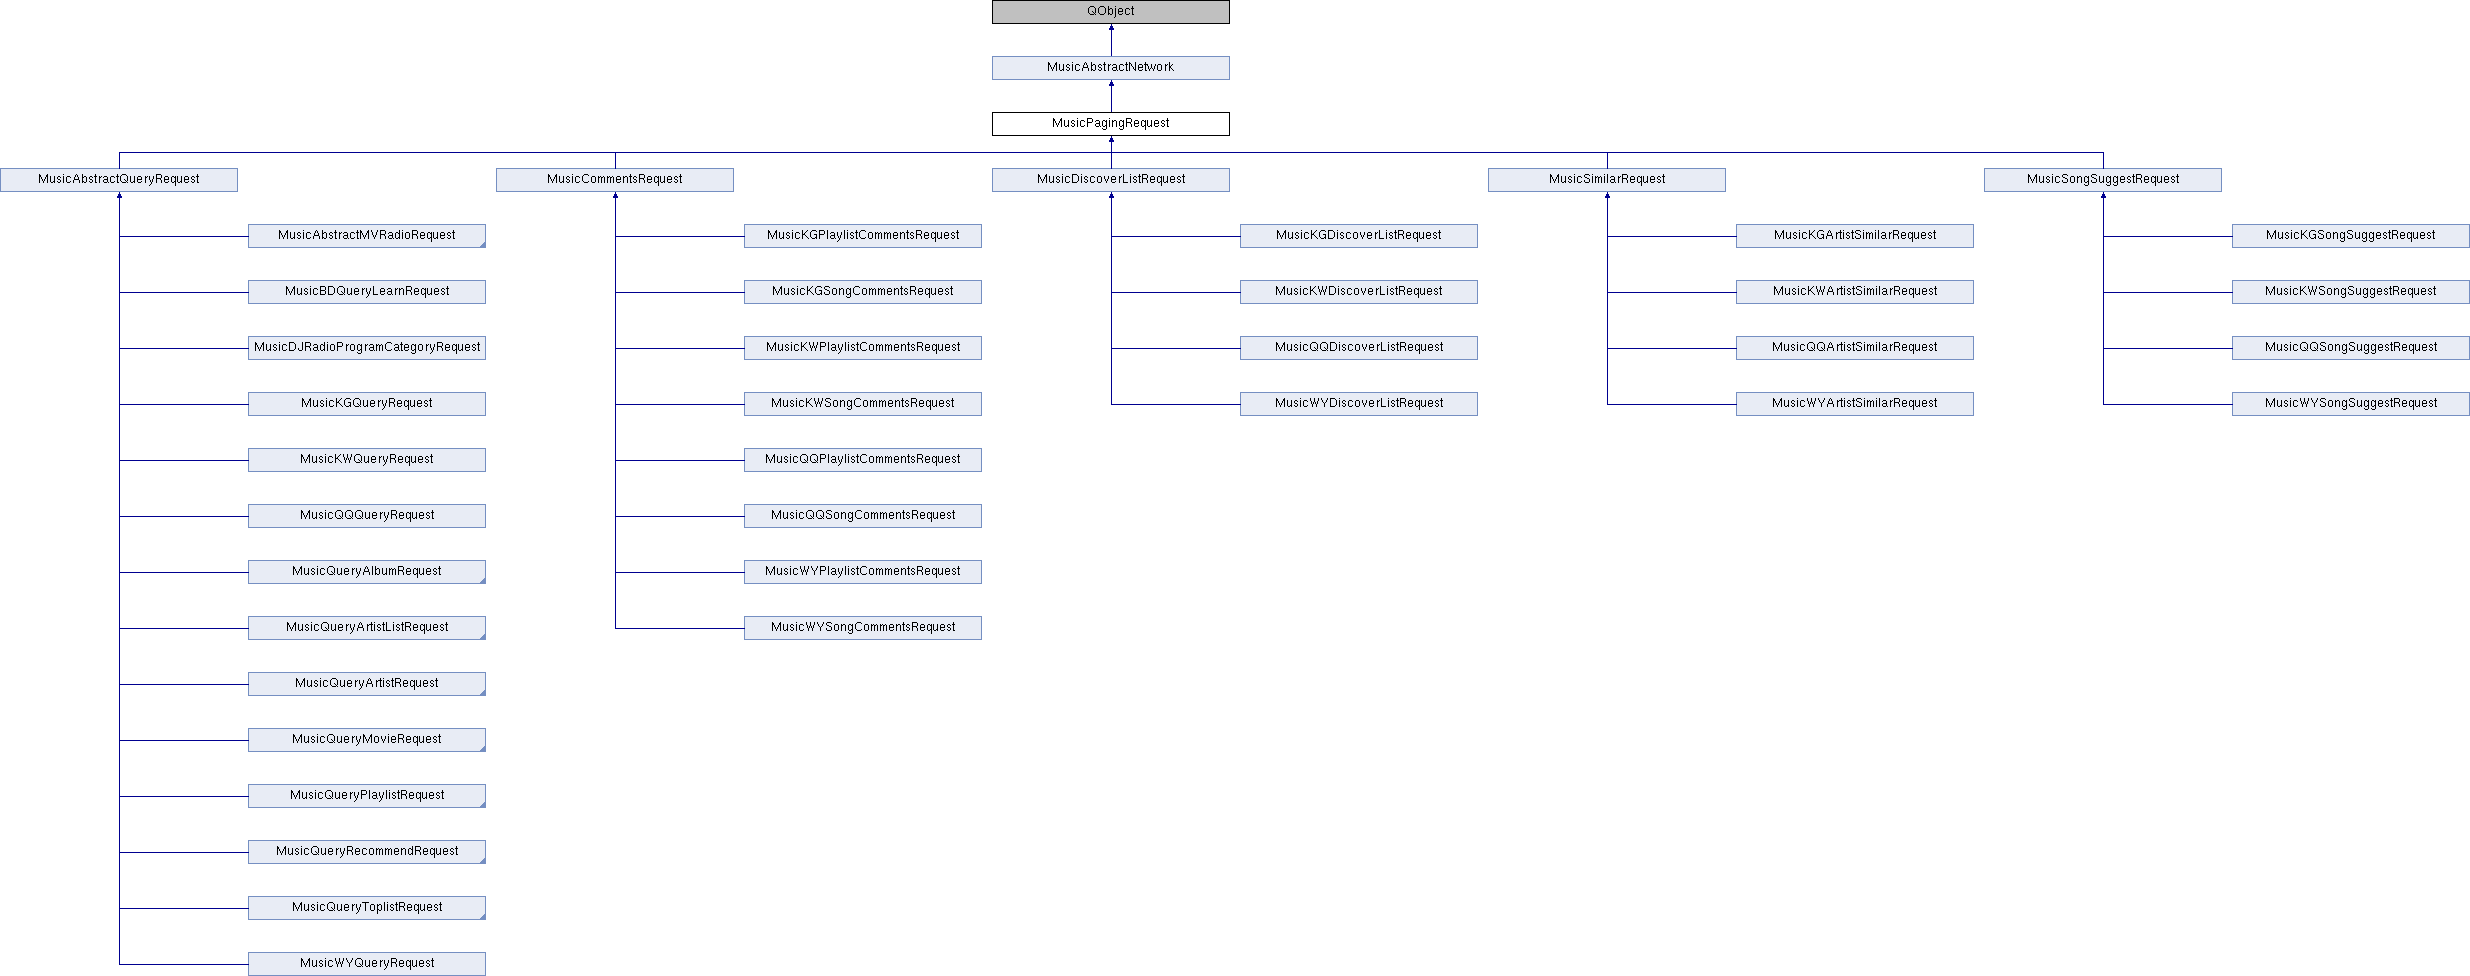 QObject
MusicAbstractNetwork
MusicPagingRequest
MusicAbstractQueryRequest
MusicCommentsRequest
MusicDiscoverListRequest
MusicSimilarRequest
MusicSongSuggestRequest
MusicAbstractMVRadioRequest
MusicKGPlaylistCommentsRequest
MusicKGDiscoverListRequest
MusicKGArtistSimilarRequest
MusicKGSongSuggestRequest
MusicBDQueryLearnRequest
MusicKGSongCommentsRequest
MusicKWDiscoverListRequest
MusicKWArtistSimilarRequest
MusicKWSongSuggestRequest
MusicDJRadioProgramCategoryRequest
MusicKWPlaylistCommentsRequest
MusicQQDiscoverListRequest
MusicQQArtistSimilarRequest
MusicQQSongSuggestRequest
MusicKGQueryRequest
MusicKWSongCommentsRequest
MusicWYDiscoverListRequest
MusicWYArtistSimilarRequest
MusicWYSongSuggestRequest
MusicKWQueryRequest
MusicQQPlaylistCommentsRequest
MusicQQQueryRequest
MusicQQSongCommentsRequest
MusicQueryAlbumRequest
MusicWYPlaylistCommentsRequest
MusicQueryArtistListRequest
MusicWYSongCommentsRequest
MusicQueryArtistRequest
MusicQueryMovieRequest
MusicQueryPlaylistRequest
MusicQueryRecommendRequest
MusicQueryToplistRequest
MusicWYQueryRequest